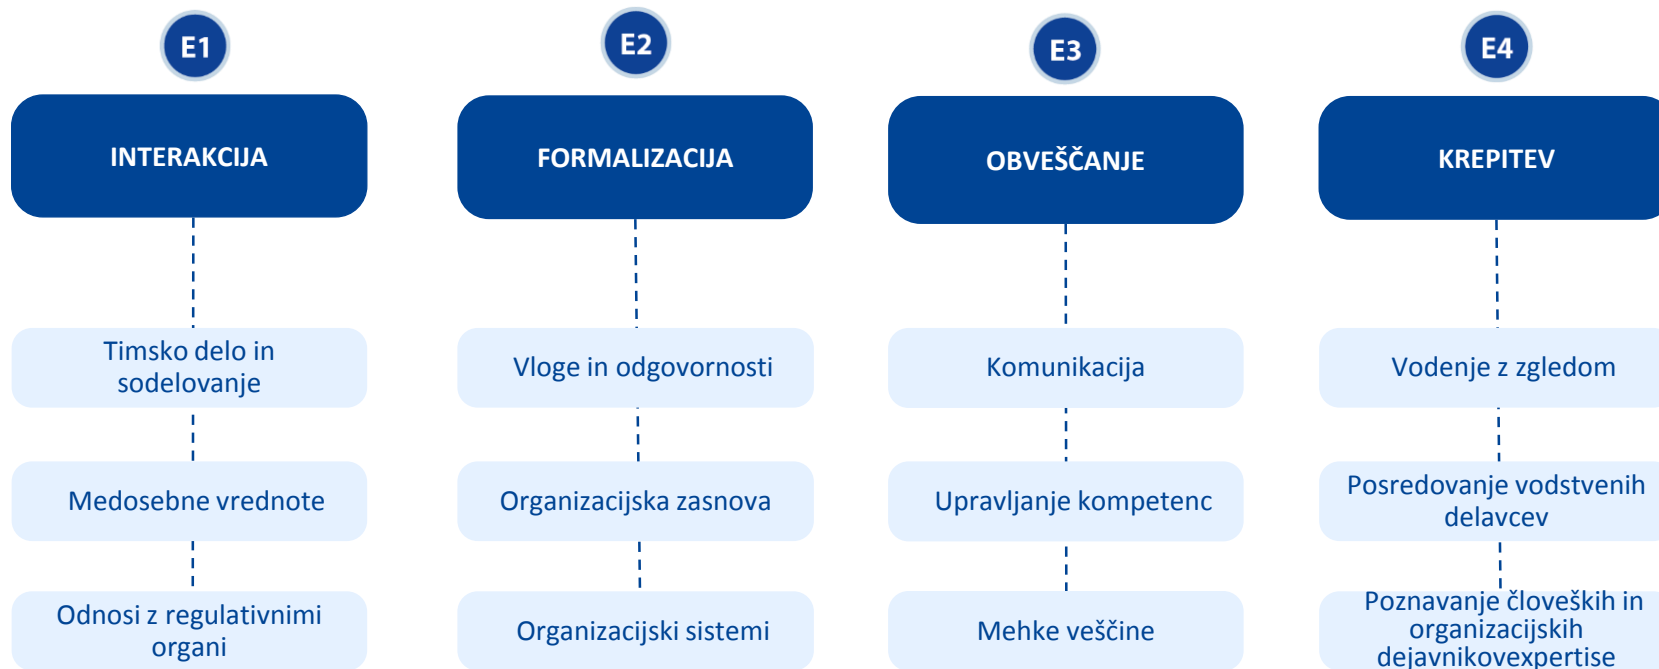 E1
INTERAKCIJA
Timsko delo in
sodelovanje
Medosebne vrednote
Odnosi z regulativnimi
organi
E2
FORMALIZACIJA
Vloge in odgovornosti
Organizacijska zasnova
Organizacijski sistemi
E3
OBVEŠČANJE
Komunikacija
Upravljanje kompetenc
Mehke veščine
E4
KREPITEV
Vodenje z zgledom
Posredovanje vodstvenih
delavcev
Poznavanje človeških in
organizacijskih
dejavnikovexpertise